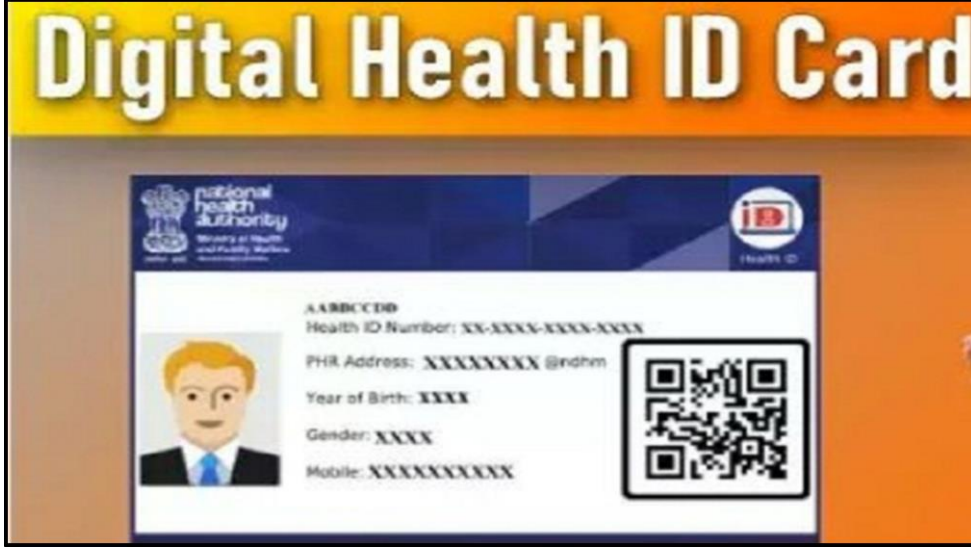 Digital Health ID Card
national
health
authority
Ministry of Health
and Family Welfare
Health ID
AABBCCDD
Health ID Number: XX-XXXX-XXXX-XXXX
PHR Address: XXXXXXXX @ndhm
Year of Birth: XXXX
Gender: XXXX
Mobile: XXXXXXXXXX